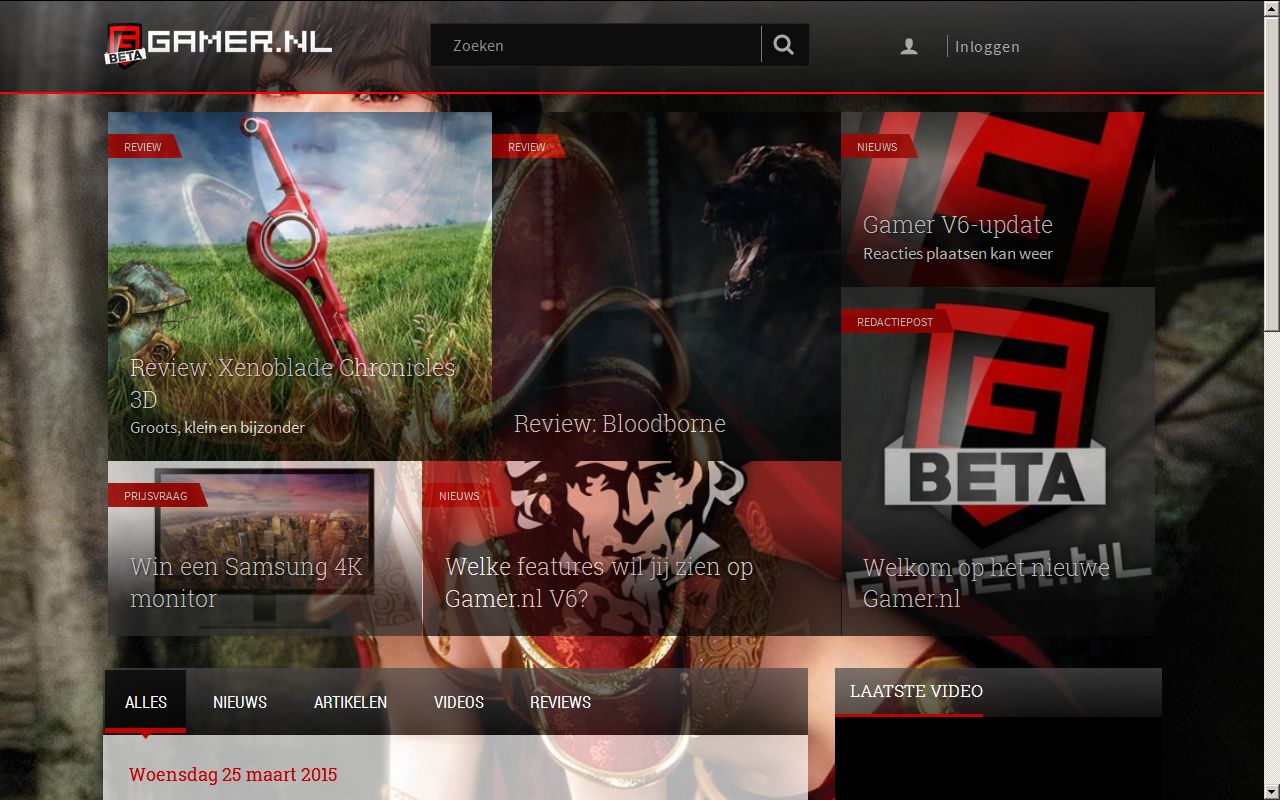 BETA
GAMER.NL
Zoeken
Inloggen
REVIEW
Review: Xenoblade Chronicles
3D
Groots, klein en bijzonder
REVIEW
Review: Bloodborne
NIEUWS
Gamer V6-update
Reacties plaatsen kan weer
REDACTIEPOST
BETA
GAMER.NL
Welkom op het nieuwe
Gamer.nl
PRIJSVRAAG
Win een Samsung 4K
monitor
NIEUWS
Welke features wil jij zien op
Gamer.nl V6?
ALLES
NIEUWS
ARTIKELEN
VIDEOS
REVIEWS
LAATSTE VIDEO
Woensdag 25 maart 2015